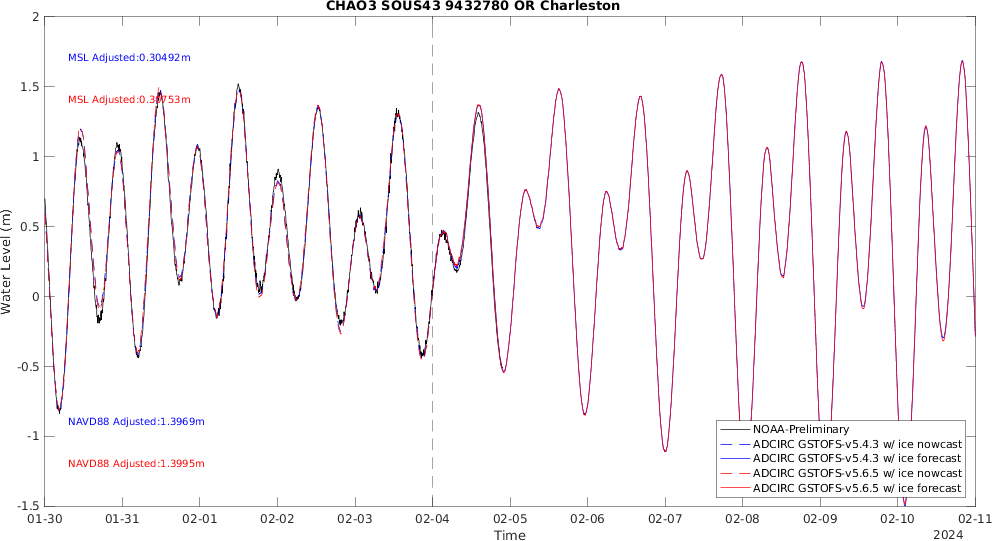 CHAO3 SOUS43 9432780 OR Charleston
2
1.5
1
0.5
0
-0.5
-1
-1.5
Water Level (m)
MSL Adjusted:0.30492m
MSL Adjusted:0.30753m
NAVD88 Adjusted:1.3969m
NAVD88 Adjusted:1.3995m
NOAA-Preliminary
ADCIRC GSTOFS-v5.4.3 w/ ice nowcast
ADCIRC GSTOFS-v5.4.3 w/ ice forecast
ADCIRC GSTOFS-v5.6.5 w/ ice nowcast
ADCIRC GSTOFS-v5.6.5 w/ ice forecast
01-30 01-31 02-01 02-02 02-03 02-04 02-05 02-06 02-07 02-08 02-09 02-10 02-11
Time
2024